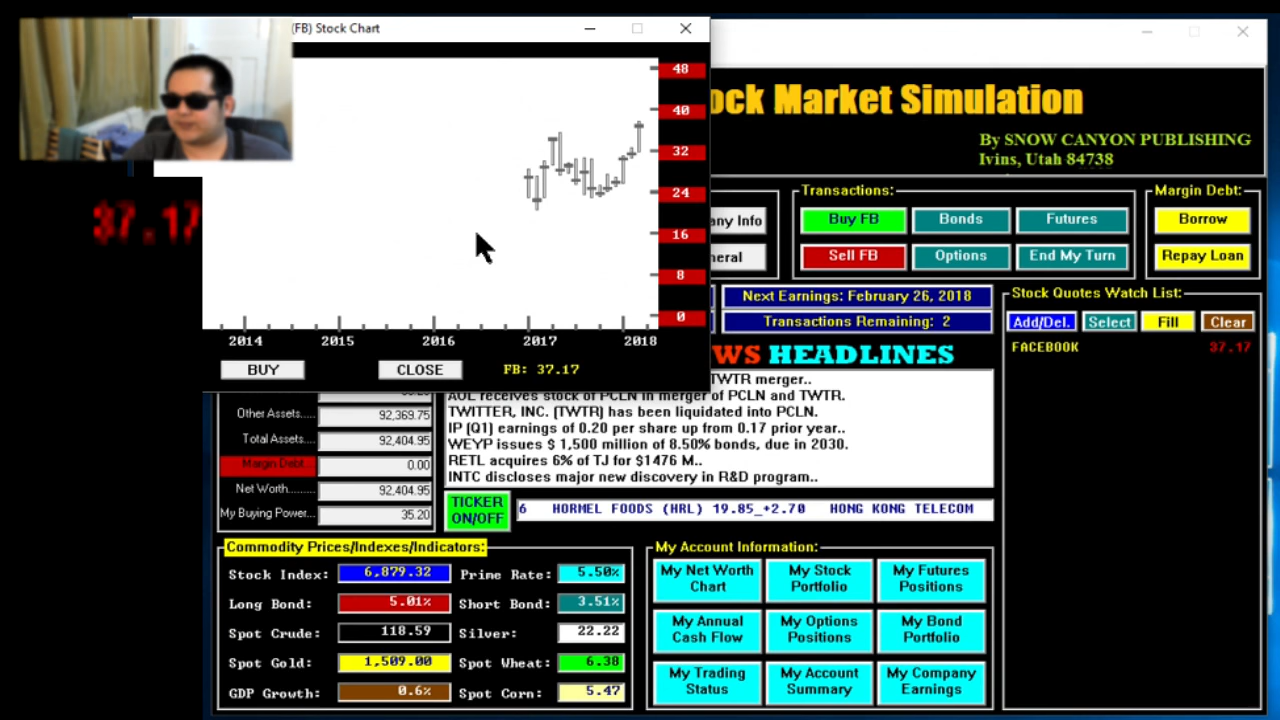 (FB) Stock Chart
ock Market Simulation
By SNOW CANYON PUBLISHING
Ivins, Utah 84738
48
40
32
24
16
8
0
2014 2015 2016 2017 2018
BUY CLOSE FB: 37.17
37.17
any Info
neral
Transactions:
Buy FB Bonds Futures
Sell FB Options End My Turn
Margin Debt:
Borrow
Repay Loan
Next Earnings: February 26, 2018
Transactions Remaining: 2
Stock Quotes Watch List:
Add/Del. Select Fill Clear
FACEBOOK 37.17
WS HEADLINES
TWTR merger..
AOL receives stock of PCLN in merger of PCLN and TWTR.
TWITTER, INC. (TWTR) has been liquidated into PCLN.
IP (Q1) earnings of 0.20 per share up from 0.17 prior year..
WEYP issues $ 1,500 million of 8.50% bonds, due in 2030.
RETL acquires 6% of TJ for $1476 M..
INTC discloses major new discovery in R&D program..
Other Assets.... 92,369.75
Total Assets.... 92,404.95
Margin Debt... 0.00
Net Worth........ 92,404.95
My Buying Power... 35.20
TICKER
ON/OFF
6 HORMEL FOODS (HRL) 19.85_+2.70 HONG KONG TELECOM
Commodity Prices/Indexes/Indicators:
Stock Index: 6,879.32 Prime Rate: 5.50%
Long Bond: 5.01% Short Bond: 3.51%
Spot Crude: 118.59 Silver: 22.22
Spot Gold: 1,509.00 Spot Wheat: 6.38
GDP Growth: 0.6% Spot Corn: 5.47
My Account Information:
My Net Worth
Chart
My Stock
Portfolio
My Futures
Positions
My Annual
Cash Flow
My Options
Positions
My Bond
Portfolio
My Trading
Status
My Account
Summary
My Company
Earnings